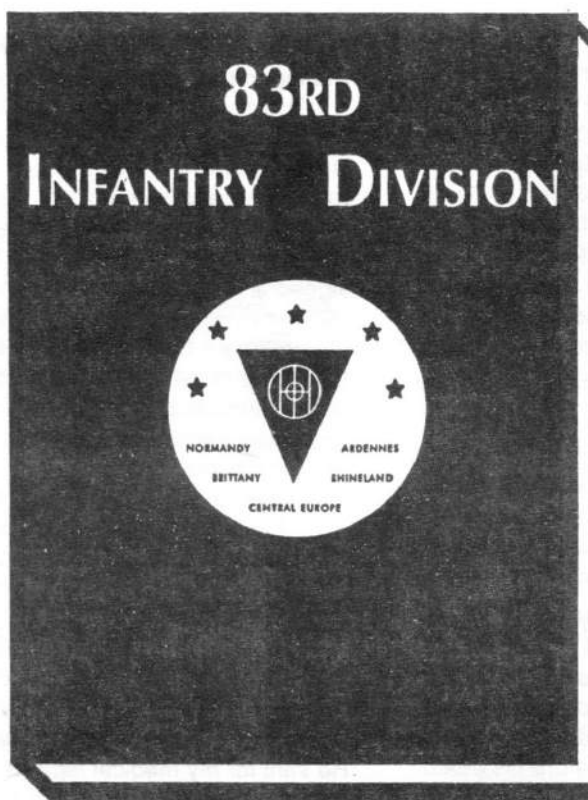 83RD
INFANTRY DIVISION
NORMANDY ARDENNES
BRITTANY RHINELAND
CENTRAL EUROPE